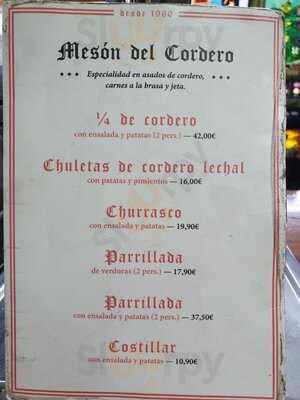 desde 1960
Mesón del Cordero
••• Especialidad en asados de cordero, •••
carnes a la brasa y jeta.
¼ de cordero
con ensalada y patatas (2 pers.) — 42,00€
Chuletas de cordero lechal
con patatas y pimientos — 16,00€
Churrasco
con ensalada y patatas — 19,90€
Parrillada
de verduras (2 pers.) — 17,90€
Parrillada
con ensalada y patatas (2 pers.) — 37,50€
Costillar
con ensalada y patatas — 10,90€